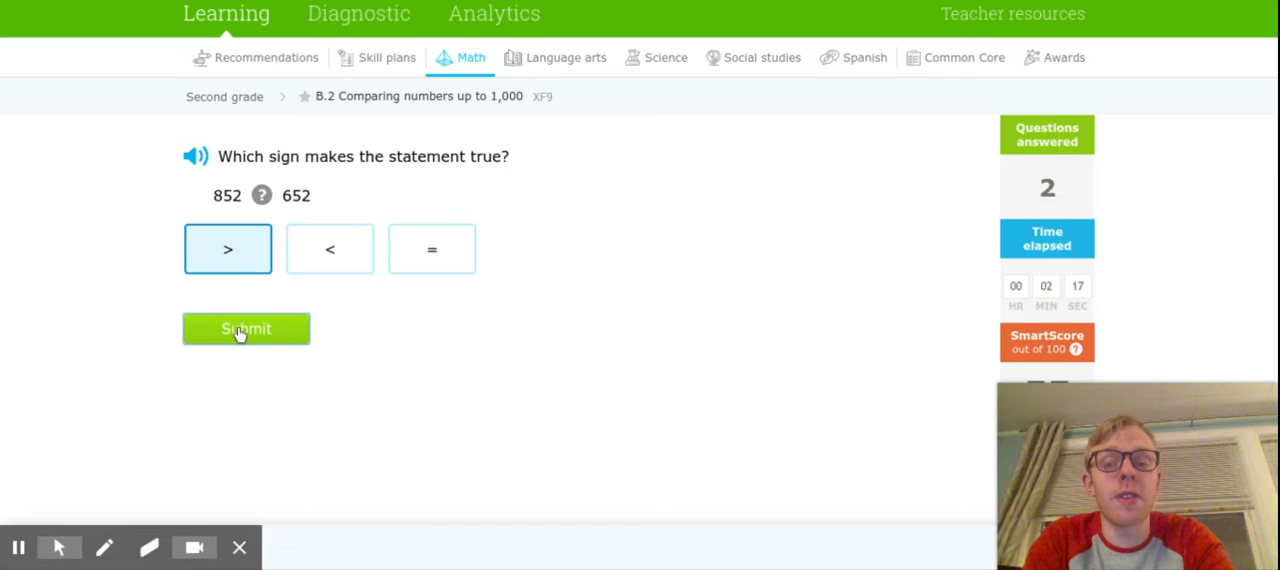 Learning Diagnostic Analytics Teacher resources
Recommendations Skill plans Math Language arts Science Social studies Spanish Common Core Awards
Second grade > B.2 Comparing numbers up to 1,000 XF9
Which sign makes the statement true?
852 ? 652
> < =
Submit
Questions
answered
2
Time
elapsed
00 02 17
HR MIN SEC
SmartScore
out of 100 ?